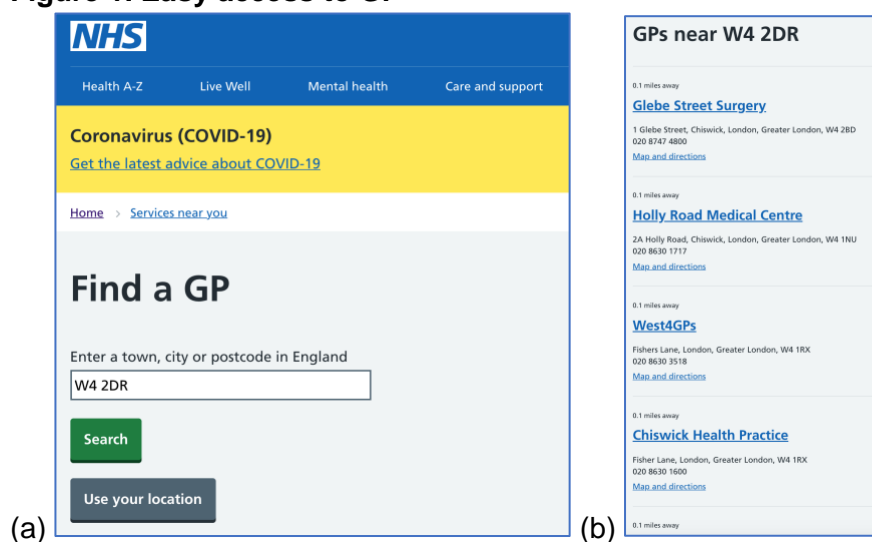 Figure 1: Easy access to GP
NHS
Health A-Z Live Well Mental health Care and support
Coronavirus (COVID-19)
Get the latest advice about COVID-19
Home > Services near you
Find a GP
Enter a town, city or postcode in England
W4 2DR
Search
Use your location
(a)
GPs near W4 2DR
0.1 miles away
Glebe Street Surgery
1 Glebe Street, Chiswick, London, Greater London, W4 2BD
020 8747 4800
Map and directions
0.1 miles away
Holly Road Medical Centre
2A Holly Road, Chiswick, London, Greater London, W4 1NU
020 8630 1717
Map and directions
0.1 miles away
West4GPs
Fishers Lane, London, Greater London, W4 1RX
020 8630 3518
Map and directions
0.1 miles away
Chiswick Health Practice
Fisher Lane, London, Greater London, W4 1RX
020 8630 1600
Map and directions
0.1 miles away
(b)